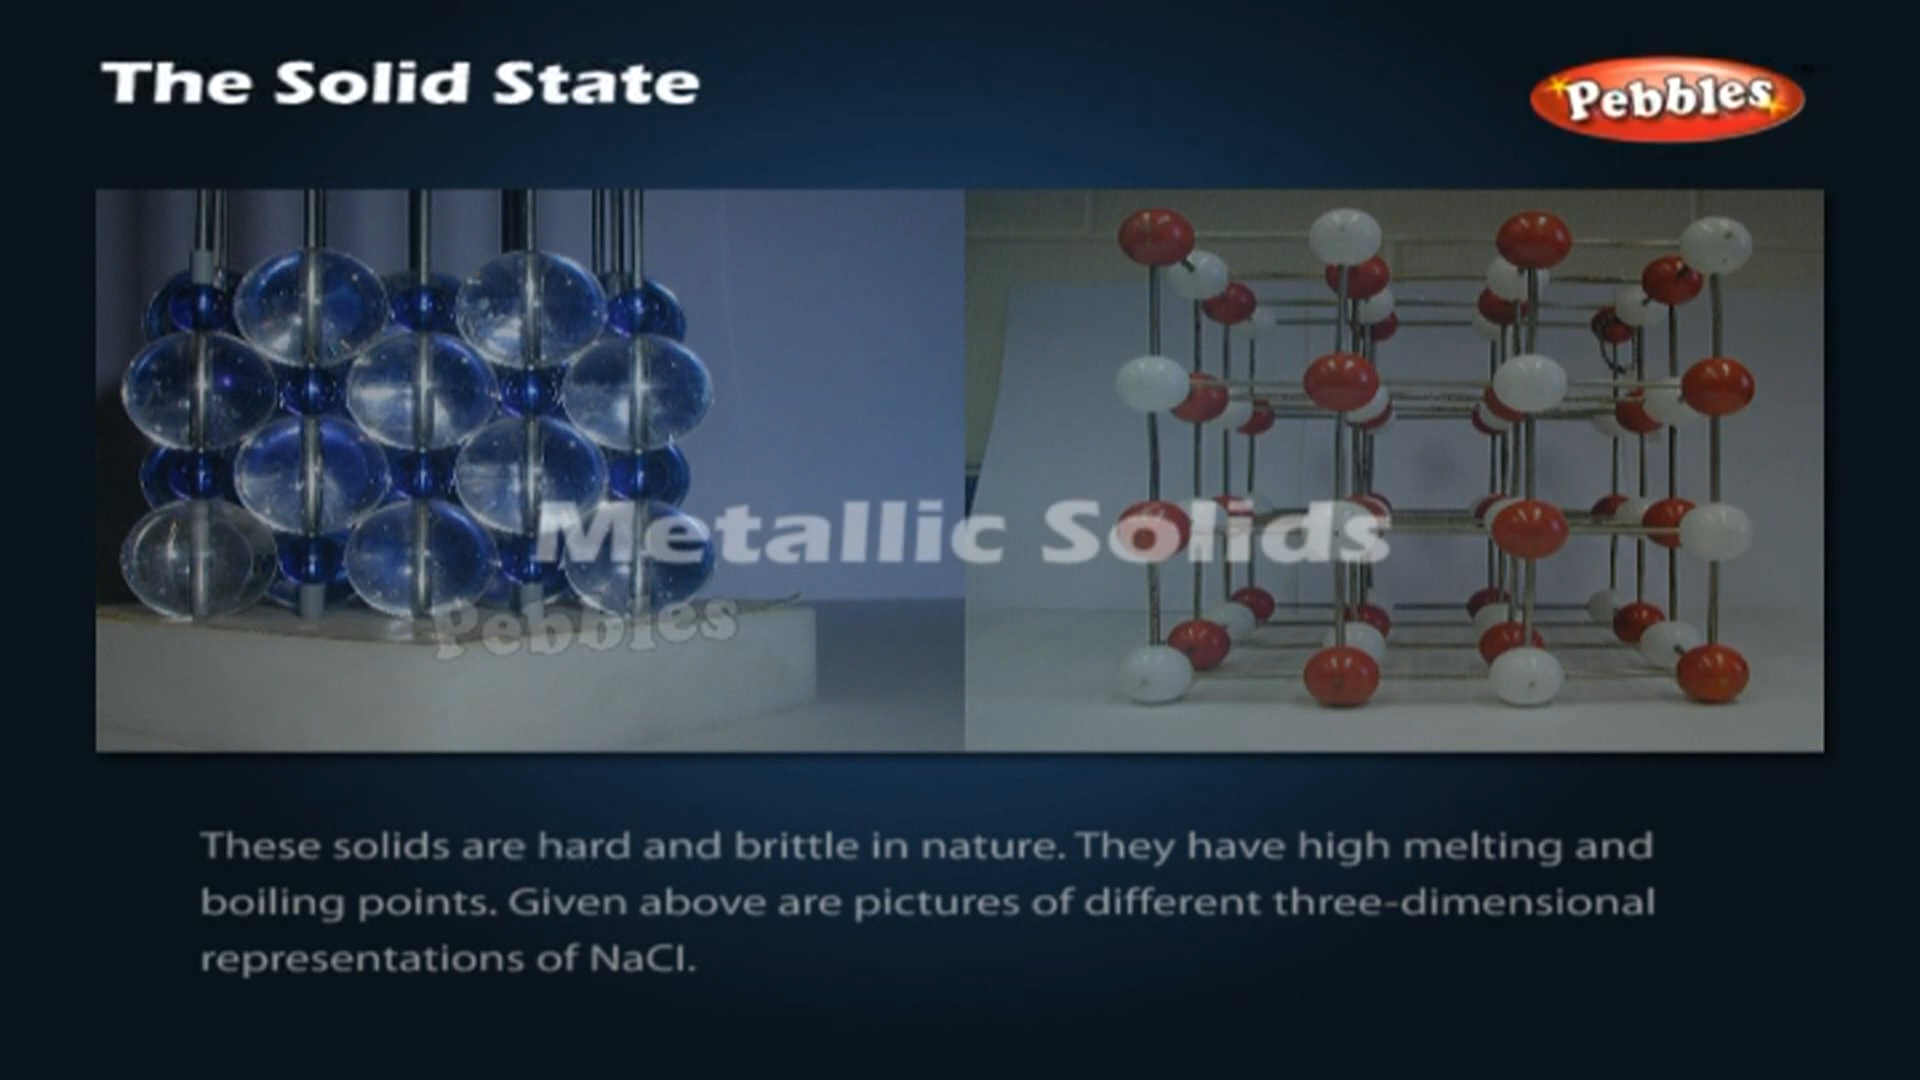 The Solid State
Pebbles
Metallic Solids
Pebbles
These solids are hard and brittle in nature. They have high melting and
boiling points. Given above are pictures of different three-dimensional
representations of NaCl.